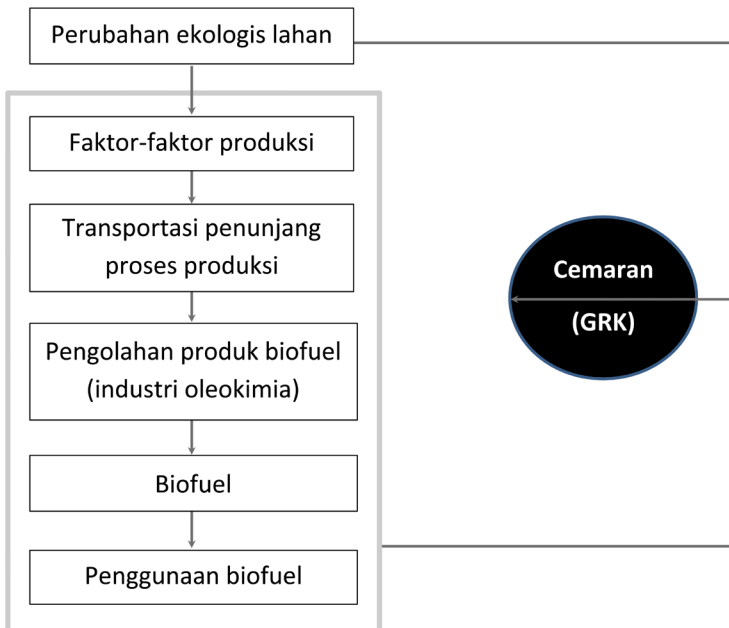 Perubahan ekologis lahan
Faktor-faktor produksi
Transportasi penunjang
proses produksi
Pengolahan produk biofuel
(industri oleokimia)
Biofuel
Penggunaan biofuel
Cemaran
(GRK)